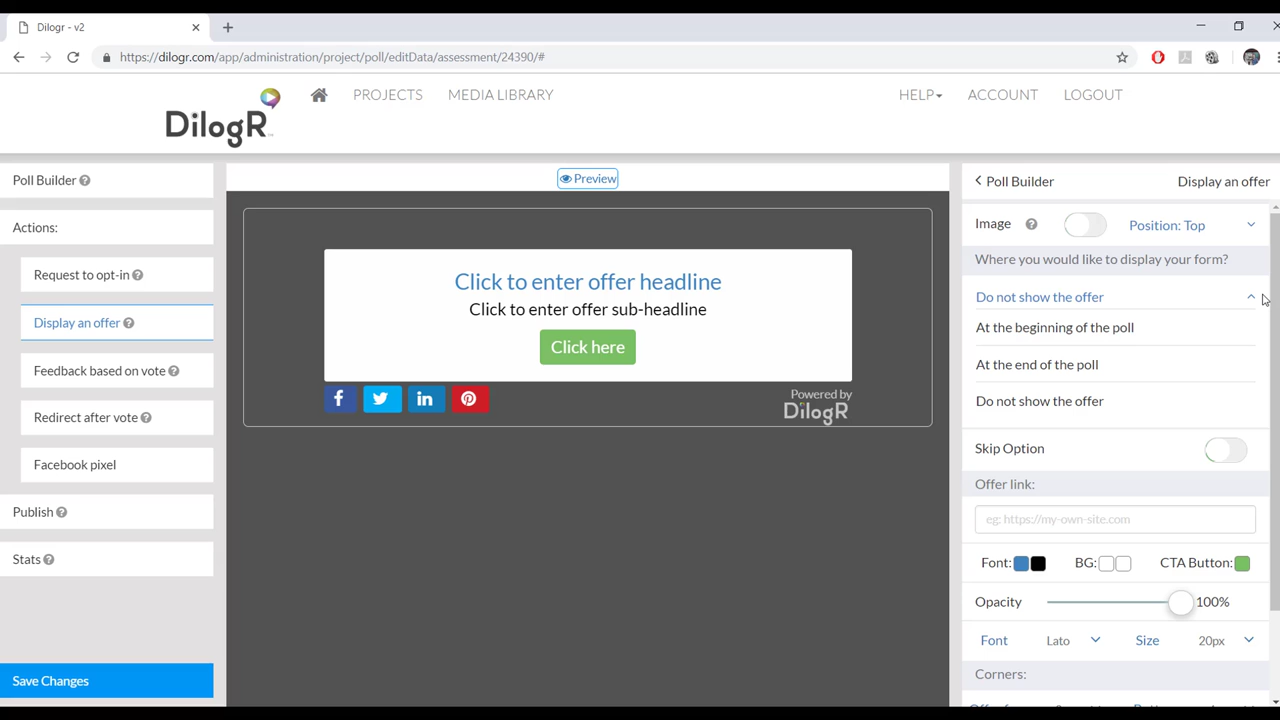 Dilogr - v2
https://dilogr.com/app/administration/project/poll/editData/assessment/24390/#
DilogR
PROJECTS
MEDIA LIBRARY
HELP
ACCOUNT
LOGOUT
Poll Builder
Actions:
Request to opt-in
Display an offer
Feedback based on vote
Redirect after vote
Facebook pixel
Publish
Stats
Save Changes
Preview
Click to enter offer headline
Click to enter offer sub-headline
Click here
Powered by
DilogR
Poll Builder Display an offer
Image Position: Top
Where you would like to display your form?
Do not show the offer
At the beginning of the poll
At the end of the poll
Do not show the offer
Skip Option
Offer link:
eg: https://my-own-site.com
Font: BG: CTA Button:
Opacity 100%
Font Lato Size 20px
Corners: